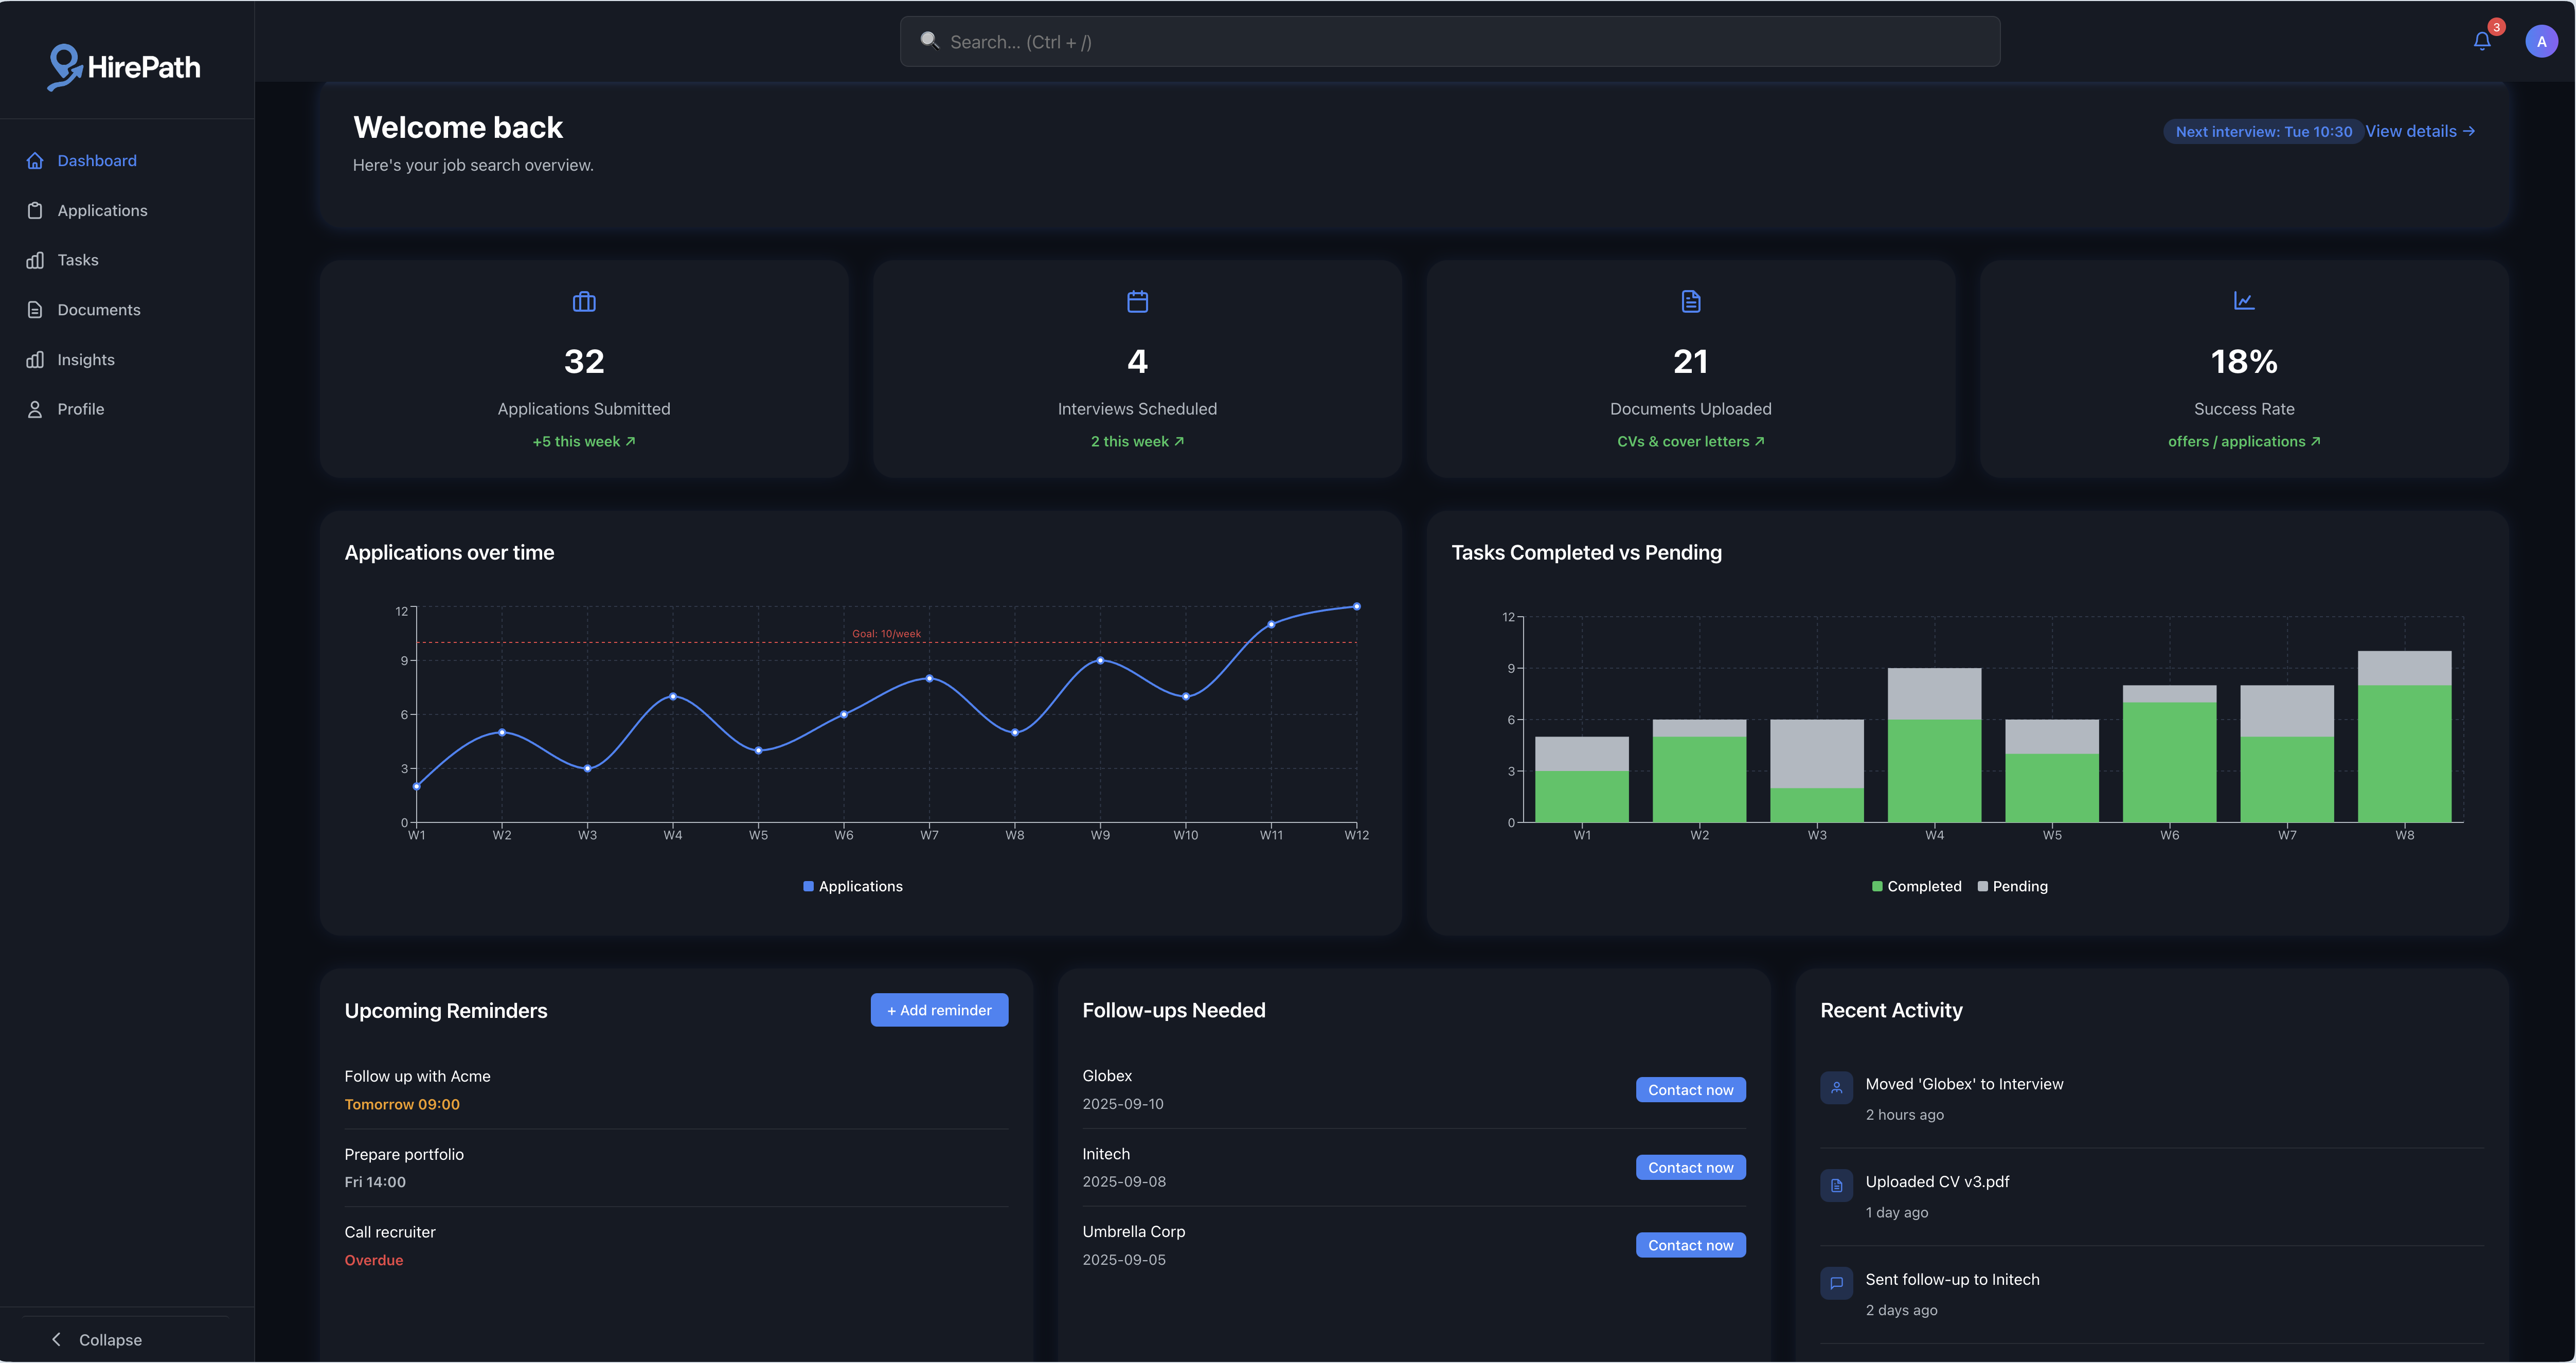 HirePath
Search... (Ctrl + /)
3
A
Dashboard
Applications
Tasks
Documents
Insights
Profile
Collapse
Welcome back
Here's your job search overview.
Next interview: Tue 10:30 View details →
32
Applications Submitted
+5 this week ↗
4
Interviews Scheduled
2 this week ↗
21
Documents Uploaded
CVs & cover letters ↗
18%
Success Rate
offers / applications ↗
Applications over time
12
9
6
3
0
Goal: 10/week
W1 W2 W3 W4 W5 W6 W7 W8 W9 W10 W11 W12
Applications
Tasks Completed vs Pending
12
9
6
3
0
W1 W2 W3 W4 W5 W6 W7 W8
Completed Pending
Upcoming Reminders
+ Add reminder
Follow up with Acme
Tomorrow 09:00
Prepare portfolio
Fri 14:00
Call recruiter
Overdue
Follow-ups Needed
Globex
2025-09-10
Contact now
Initech
2025-09-08
Contact now
Umbrella Corp
2025-09-05
Contact now
Recent Activity
Moved 'Globex' to Interview
2 hours ago
Uploaded CV v3.pdf
1 day ago
Sent follow-up to Initech
2 days ago